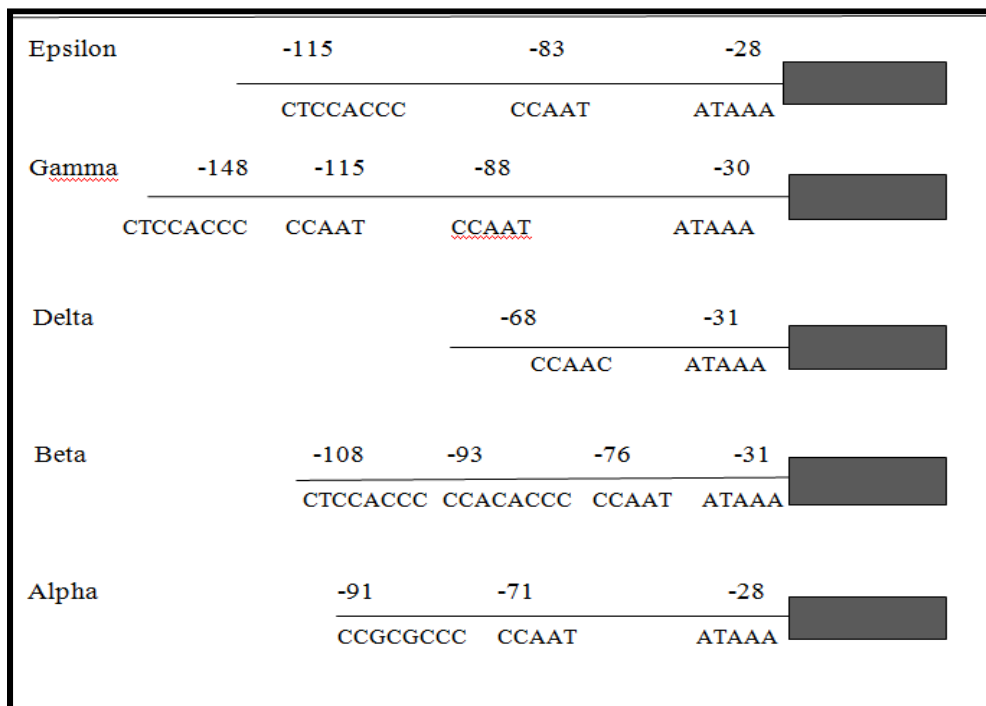 Epsilon -115 -83 -28
CTCCACCC CCAAT ATAAA
Gamma -148 -115 -88 -30
CTCCACCC CCAAT CCAAT ATAAA
Delta -68 -31
CCAAC ATAAA
Beta -108 -93 -76 -31
CTCCACCC CCACACCC CCAAT ATAAA
Alpha -91 -71 -28
CCGCGCCC CCAAT ATAAA